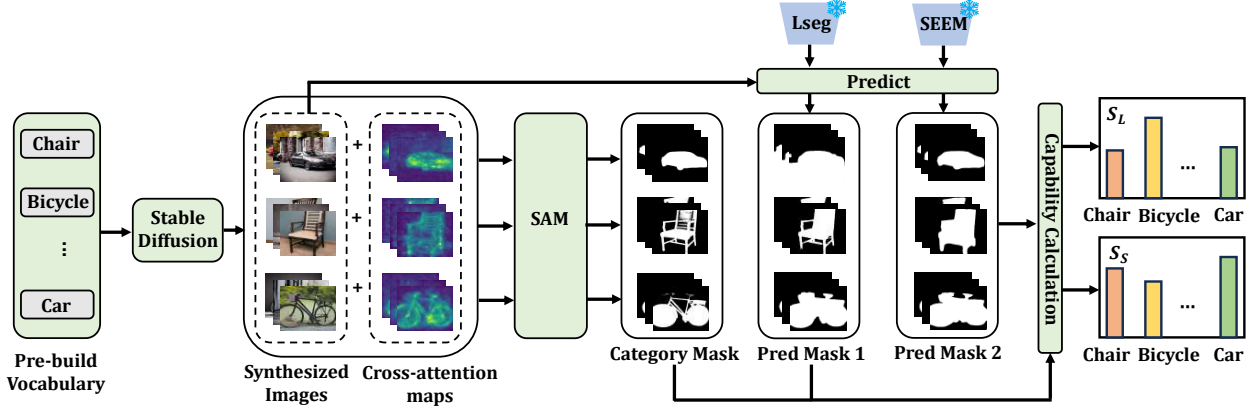 Lseg
SEEM
Predict
Chair
Bicycle
⋮
Car
Pre-build
Vocabulary
Stable
Diffusion
+
+
+
Synthesized
Images
Cross-attention
maps
SAM
Category Mask
Pred Mask 1
Pred Mask 2
Capability Calculation
S_L
...
Chair
Bicycle
Car
S_S
...
Chair
Bicycle
Car